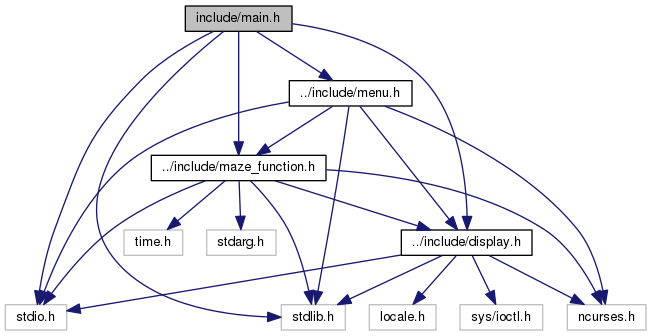 include/main.h
../include/menu.h
../include/maze_function.h
time.h
stdarg.h
../include/display.h
stdio.h
stdlib.h
locale.h
sys/ioctl.h
ncurses.h